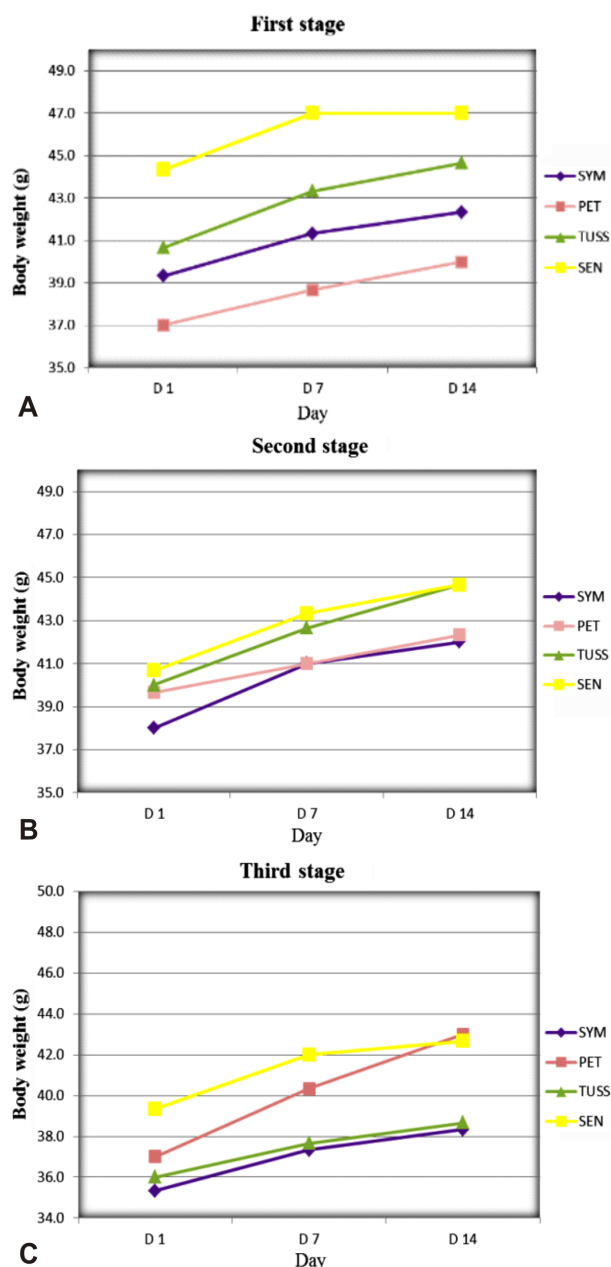 First stage
49.0
47.0
45.0
43.0
41.0
39.0
37.0
35.0
Body weight (g)
D 1 D 7 D 14
Day
SYM
PET
TUSS
SEN
A
Second stage
49.0
47.0
45.0
43.0
41.0
39.0
37.0
35.0
Body weight (g)
D 1 D 7 D 14
Day
SYM
PET
TUSS
SEN
B
Third stage
50.0
48.0
46.0
44.0
42.0
40.0
38.0
36.0
34.0
Body weight (g)
D 1 D 7 D 14
Day
SYM
PET
TUSS
SEN
C